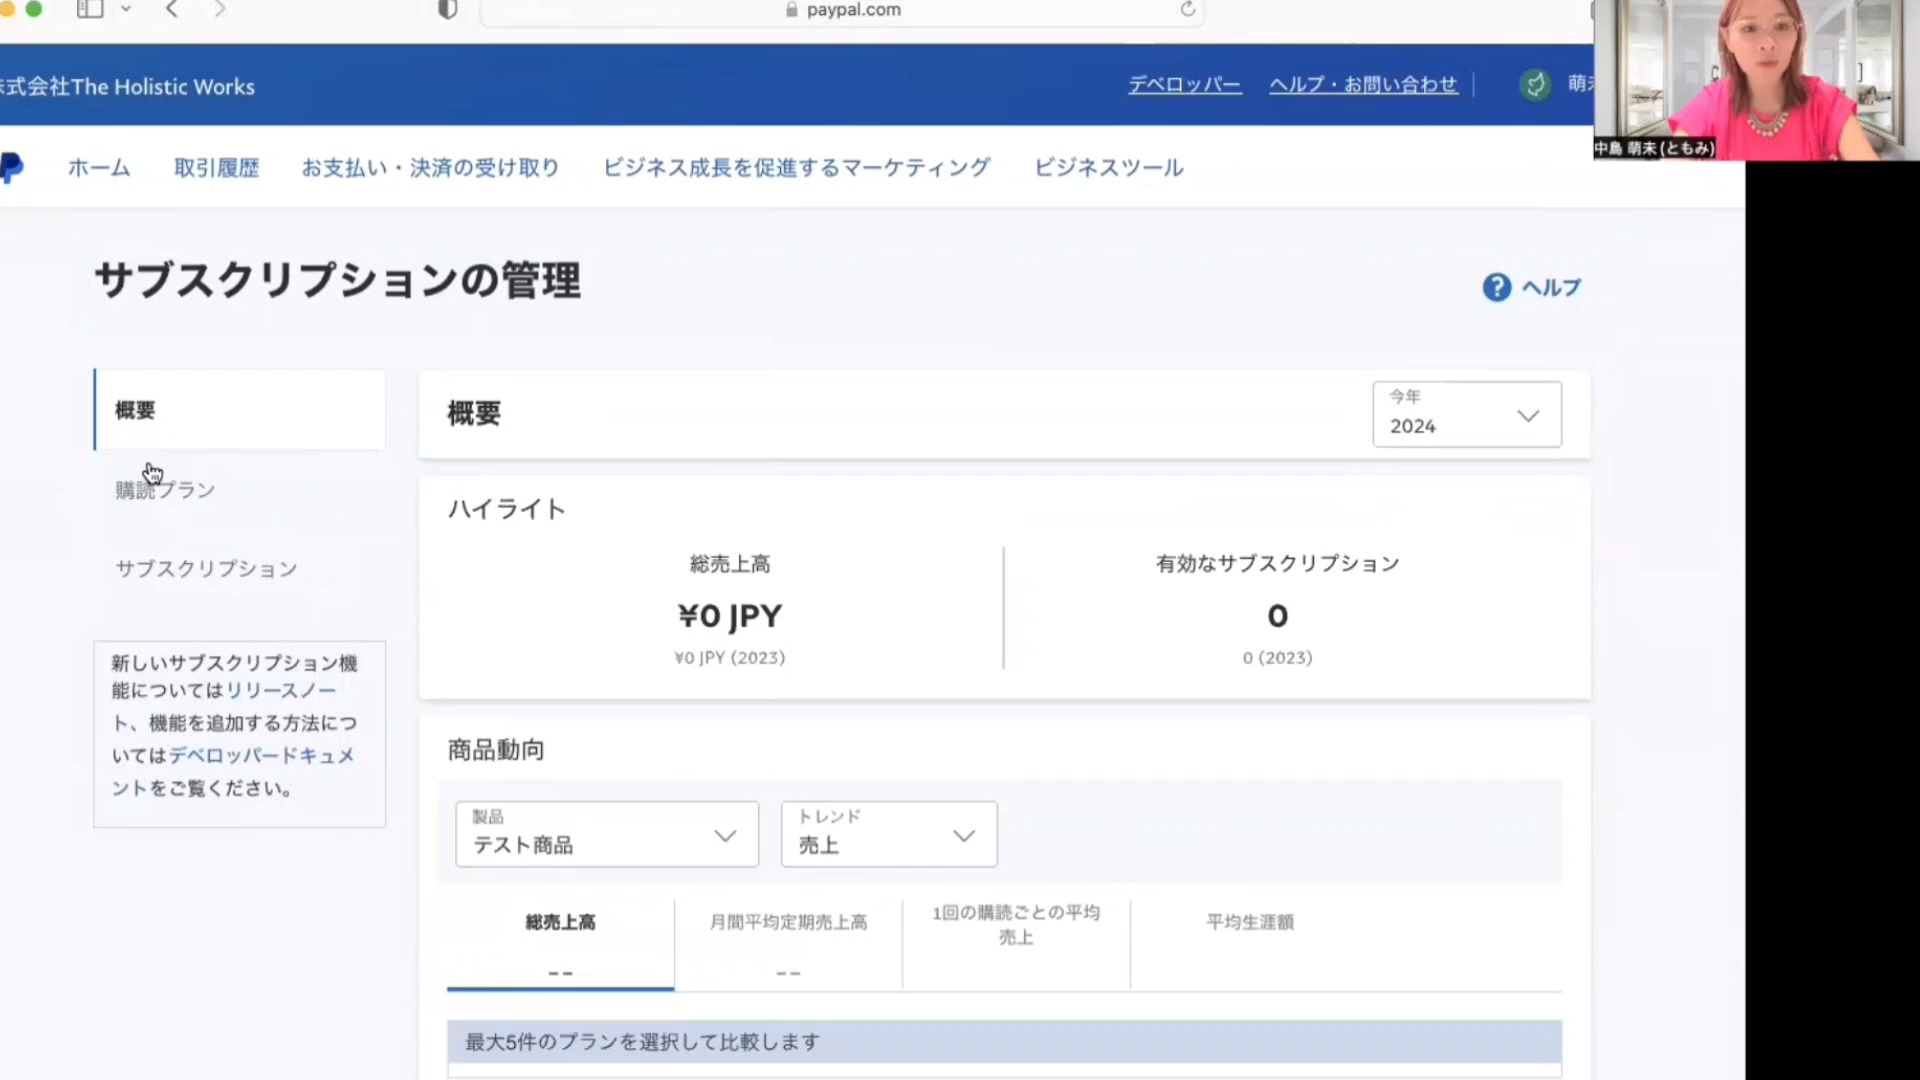 paypal.com
式会社The Holistic Works
デベロッパー
ヘルプ・お問い合わせ
萌
中島 萌未(ともみ)
ホーム
取引履歴
お支払い・決済の受け取り
ビジネス成長を促進するマーケティング
ビジネスツール
サブスクリプションの管理
ヘルプ
概要
購読プラン
サブスクリプション
新しいサブスクリプション機
能についてはリリースノー
ト、機能を追加する方法につ
いてはデベロッパードキュメ
ントをご覧ください。
概要
今年
2024
ハイライト
総売上高
¥0 JPY
¥0 JPY (2023)
有効なサブスクリプション
0
0 (2023)
商品動向
製品
テスト商品
トレンド
売上
総売上高
--
月間平均定期売上高
--
1回の購読ごとの平均
売上
平均生涯額
最大5件のプランを選択して比較します